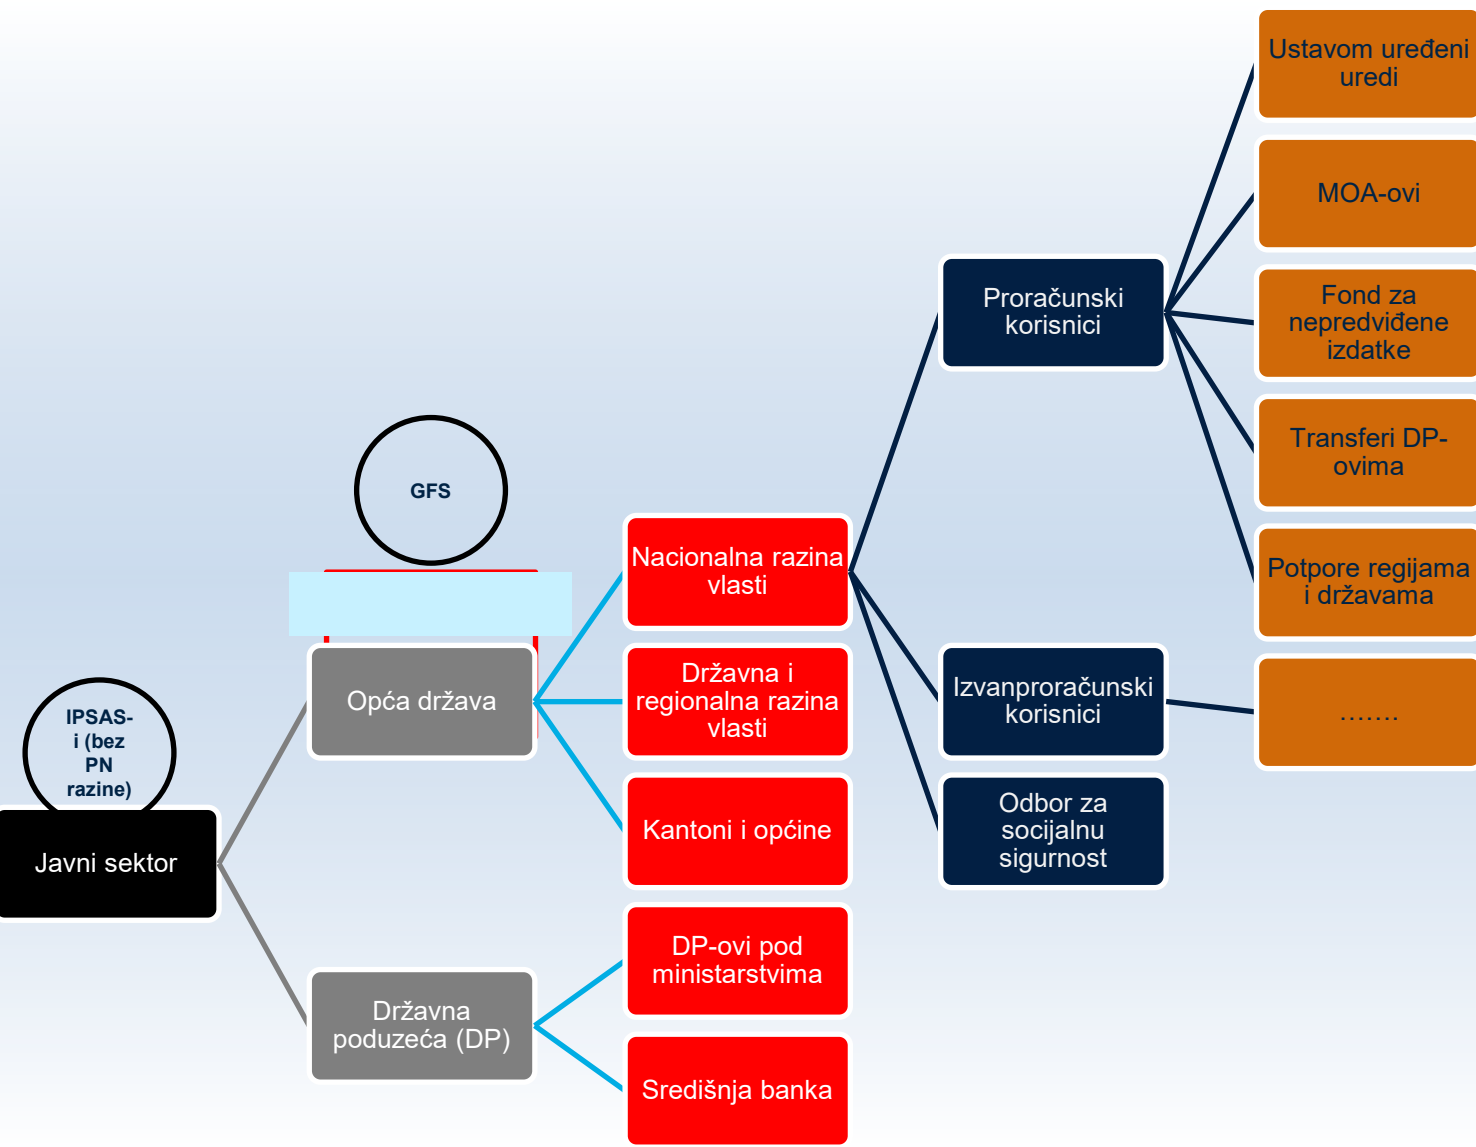 Ustavom uređeni
uredi
MOA-ovi
Fond za
nepredviđene
izdatke
Transferi DP-
ovima
Potpore regijama
i državama
.......
Proračunski
korisnici
Izvanproračunski
korisnici
Odbor za
socijalnu
sigurnost
Nacionalna razina
vlasti
Državna i
regionalna razina
vlasti
Kantoni i općine
DP-ovi pod
ministarstvima
Središnja banka
GFS
Opća država
Državna
poduzeća (DP)
IPSAS-
i (bez
PN
razine)
Javni sektor